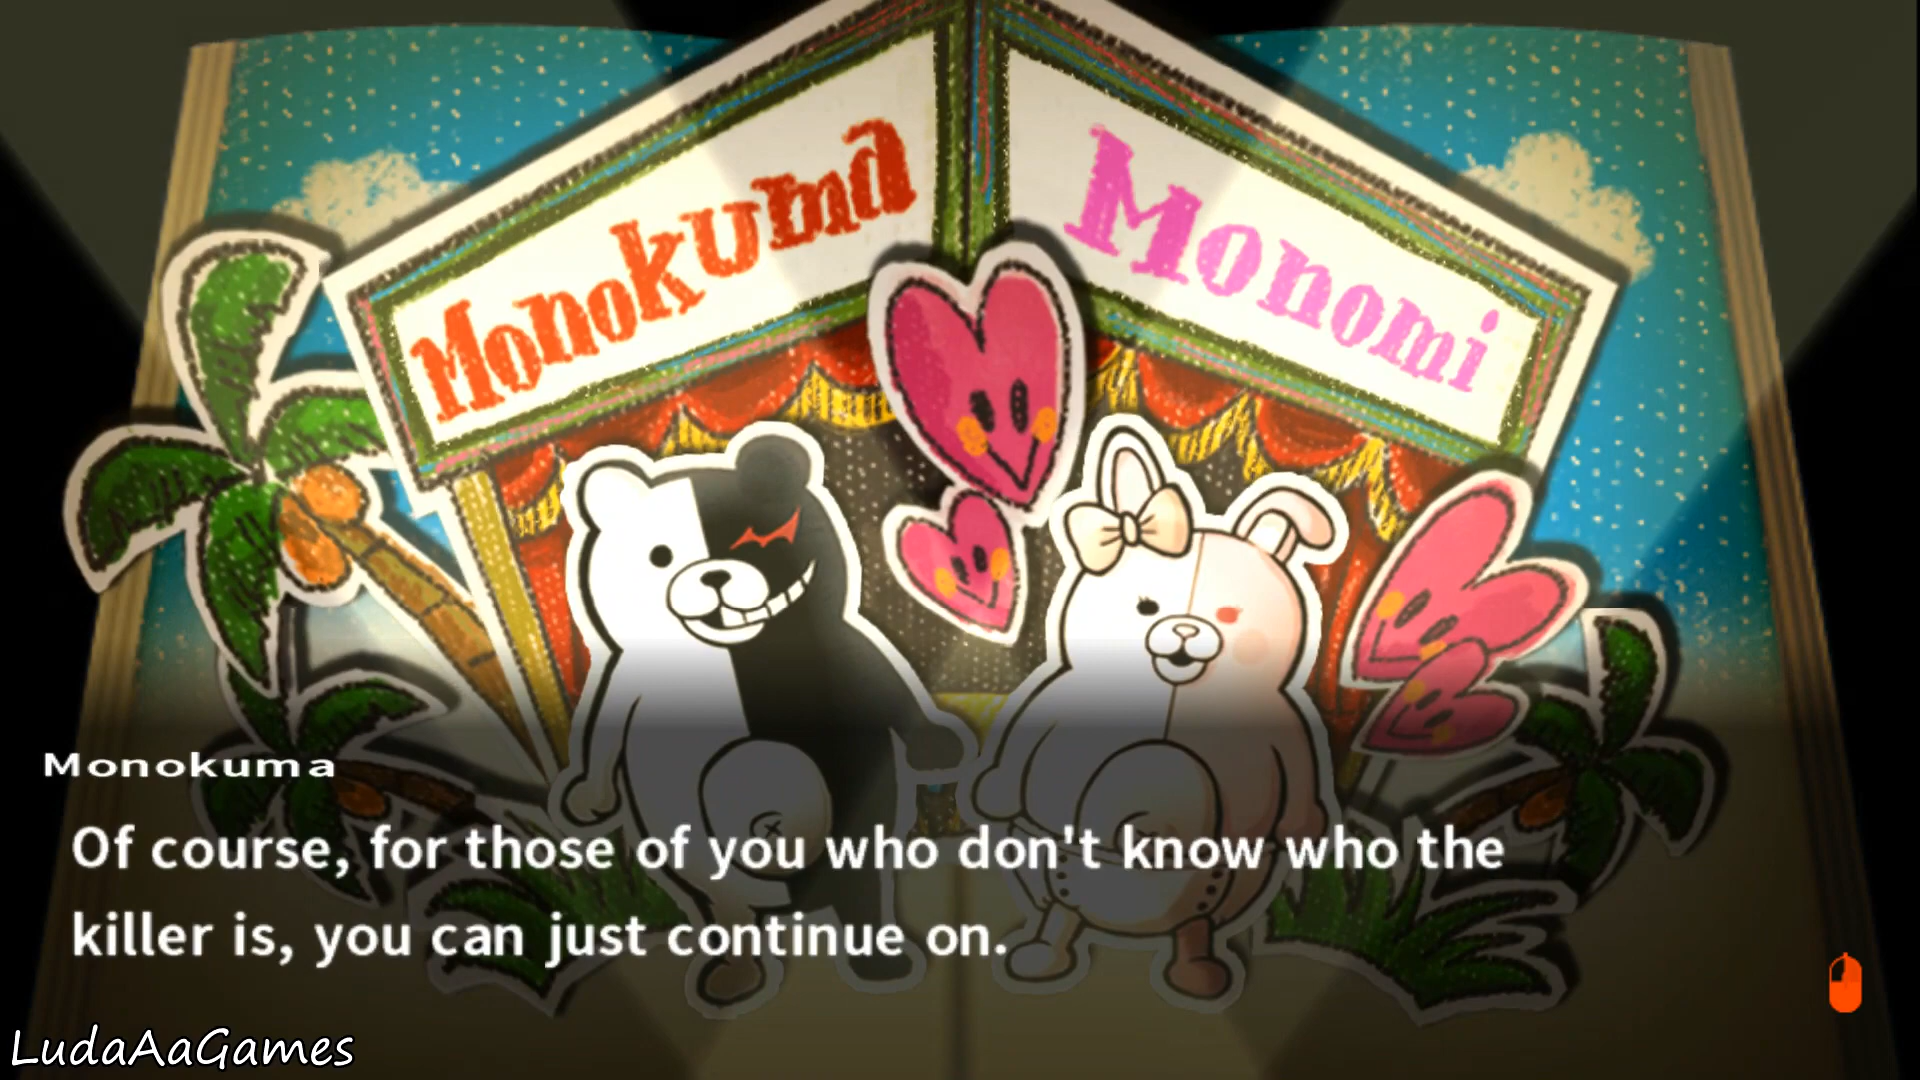 Monokuma
Monomi
Monokuma
Of course, for those of you who don't know who the
killer is, you can just continue on.
LudaAaGames